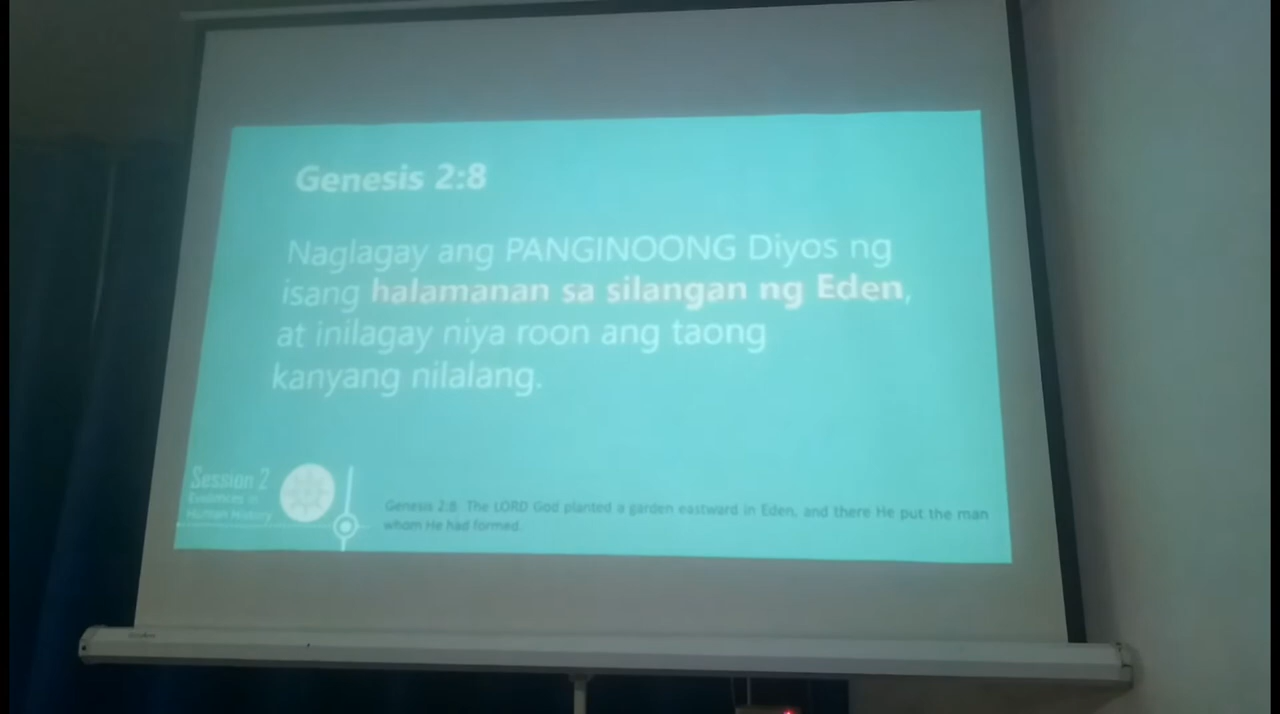 Genesis 2:8
Naglagay ang PANGINOONG Diyos ng
isang halamanan sa silangan ng Eden,
at inilagay niya roon ang taong
kanyang nilalang.
Session 2
Evidences in
Human History
Genesis 2:8 The LORD God planted a garden eastward in Eden, and there He put the man
whom He had formed.